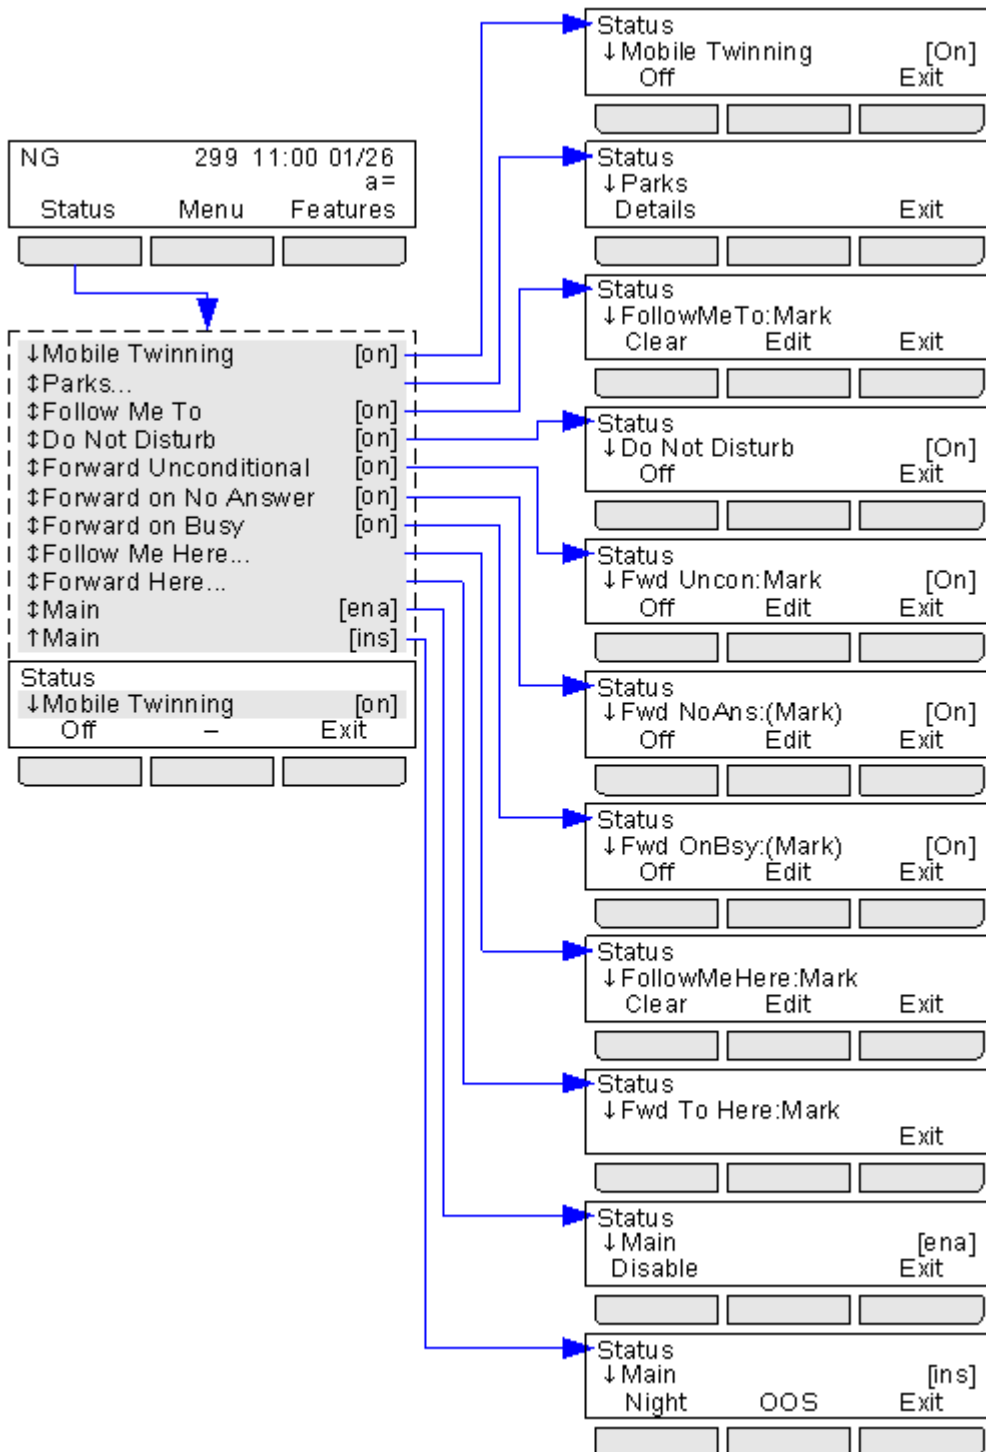 NG 299 11:00 01/26
a=
Status Menu Features
↓Mobile Twinning [on]
↕Parks...
↕Follow Me To [on]
↕Do Not Disturb [on]
↕Forward Unconditional [on]
↕Forward on No Answer [on]
↕Forward on Busy [on]
↕Follow Me Here...
↕Forward Here...
↕Main [ena]
↑Main [ins]
Status
↓Mobile Twinning [on]
Off – Exit
Status
↓Mobile Twinning [On]
Off Exit
Status
↓Parks
Details Exit
Status
↓FollowMeTo:Mark
Clear Edit Exit
Status
↓Do Not Disturb [On]
Off Exit
Status
↓Fwd Uncon:Mark [On]
Off Edit Exit
Status
↓Fwd NoAns:(Mark) [On]
Off Edit Exit
Status
↓Fwd OnBsy:(Mark) [On]
Off Edit Exit
Status
↓FollowMeHere:Mark
Clear Edit Exit
Status
↓Fwd To Here:Mark
Exit
Status
↓Main [ena]
Disable Exit
Status
↓Main [ins]
Night OOS Exit